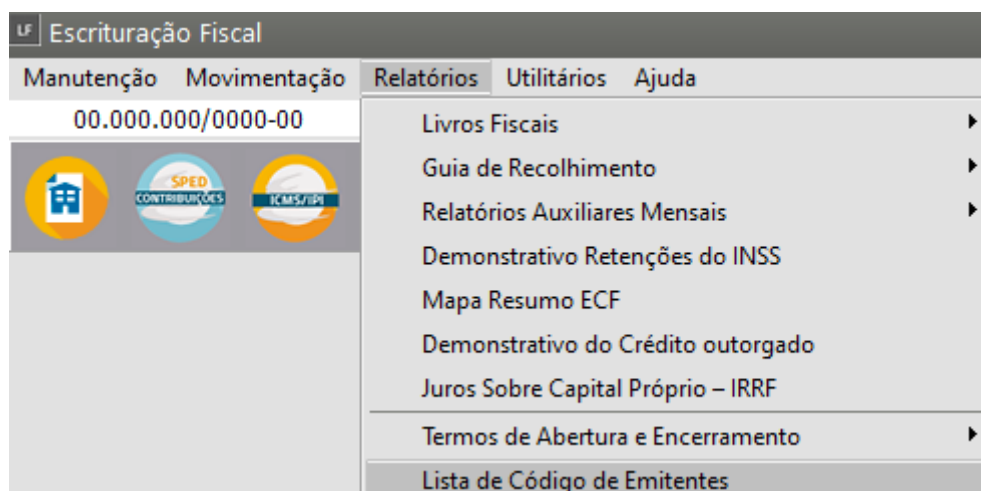 LF Escrituração Fiscal
Manutenção Movimentação Relatórios Utilitários Ajuda
00.000.000/0000-00
SPED
CONTRIBUIÇÕES
ICMS/IPI
Livros Fiscais
Guia de Recolhimento
Relatórios Auxiliares Mensais
Demonstrativo Retenções do INSS
Mapa Resumo ECF
Demonstrativo do Crédito outorgado
Juros Sobre Capital Próprio – IRRF
Termos de Abertura e Encerramento
Lista de Código de Emitentes